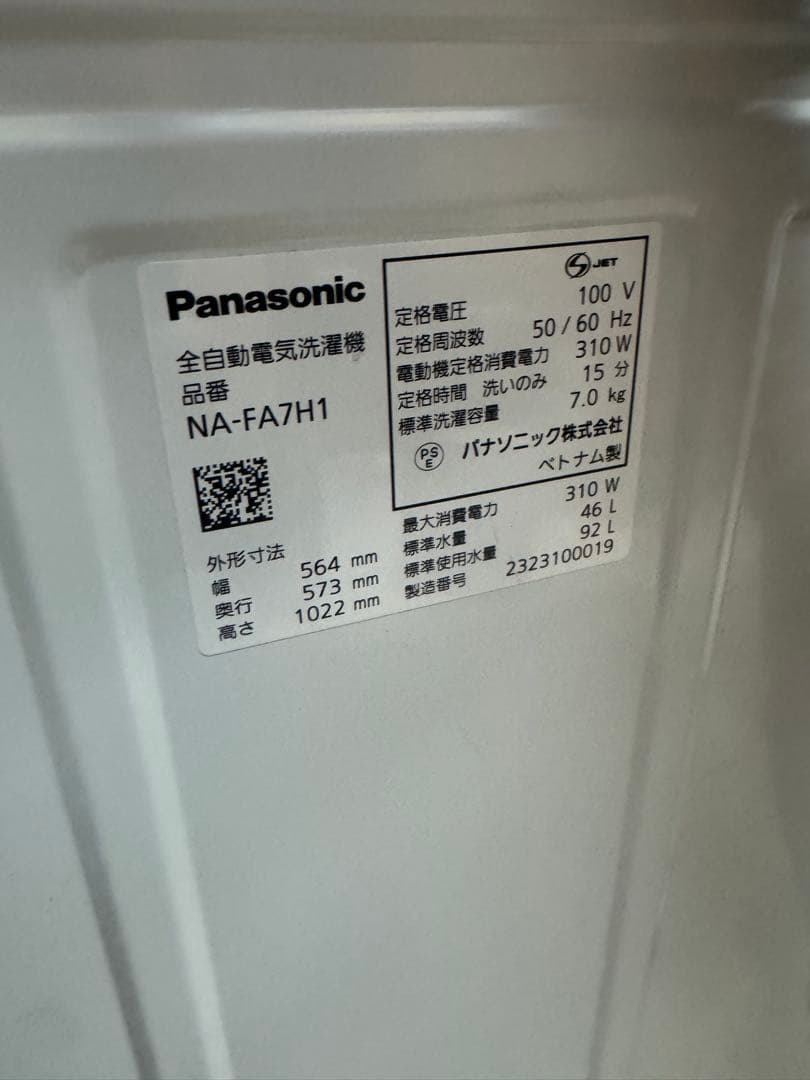 Panasonic
全自動電気洗濯機
品番
NA-FA7H1
外形寸法
幅 564 mm
奥行 573 mm
高さ 1022 mm
JET
定格電圧 100 V
定格周波数 50/60 Hz
電動機定格消費電力 310 W
定格時間 洗いのみ 15 分
標準洗濯容量 7.0 kg
PS
E
パナソニック株式会社
ベトナム製
最大消費電力 310 W
標準水量 46 L
標準使用水量 92 L
製造番号 2323100019